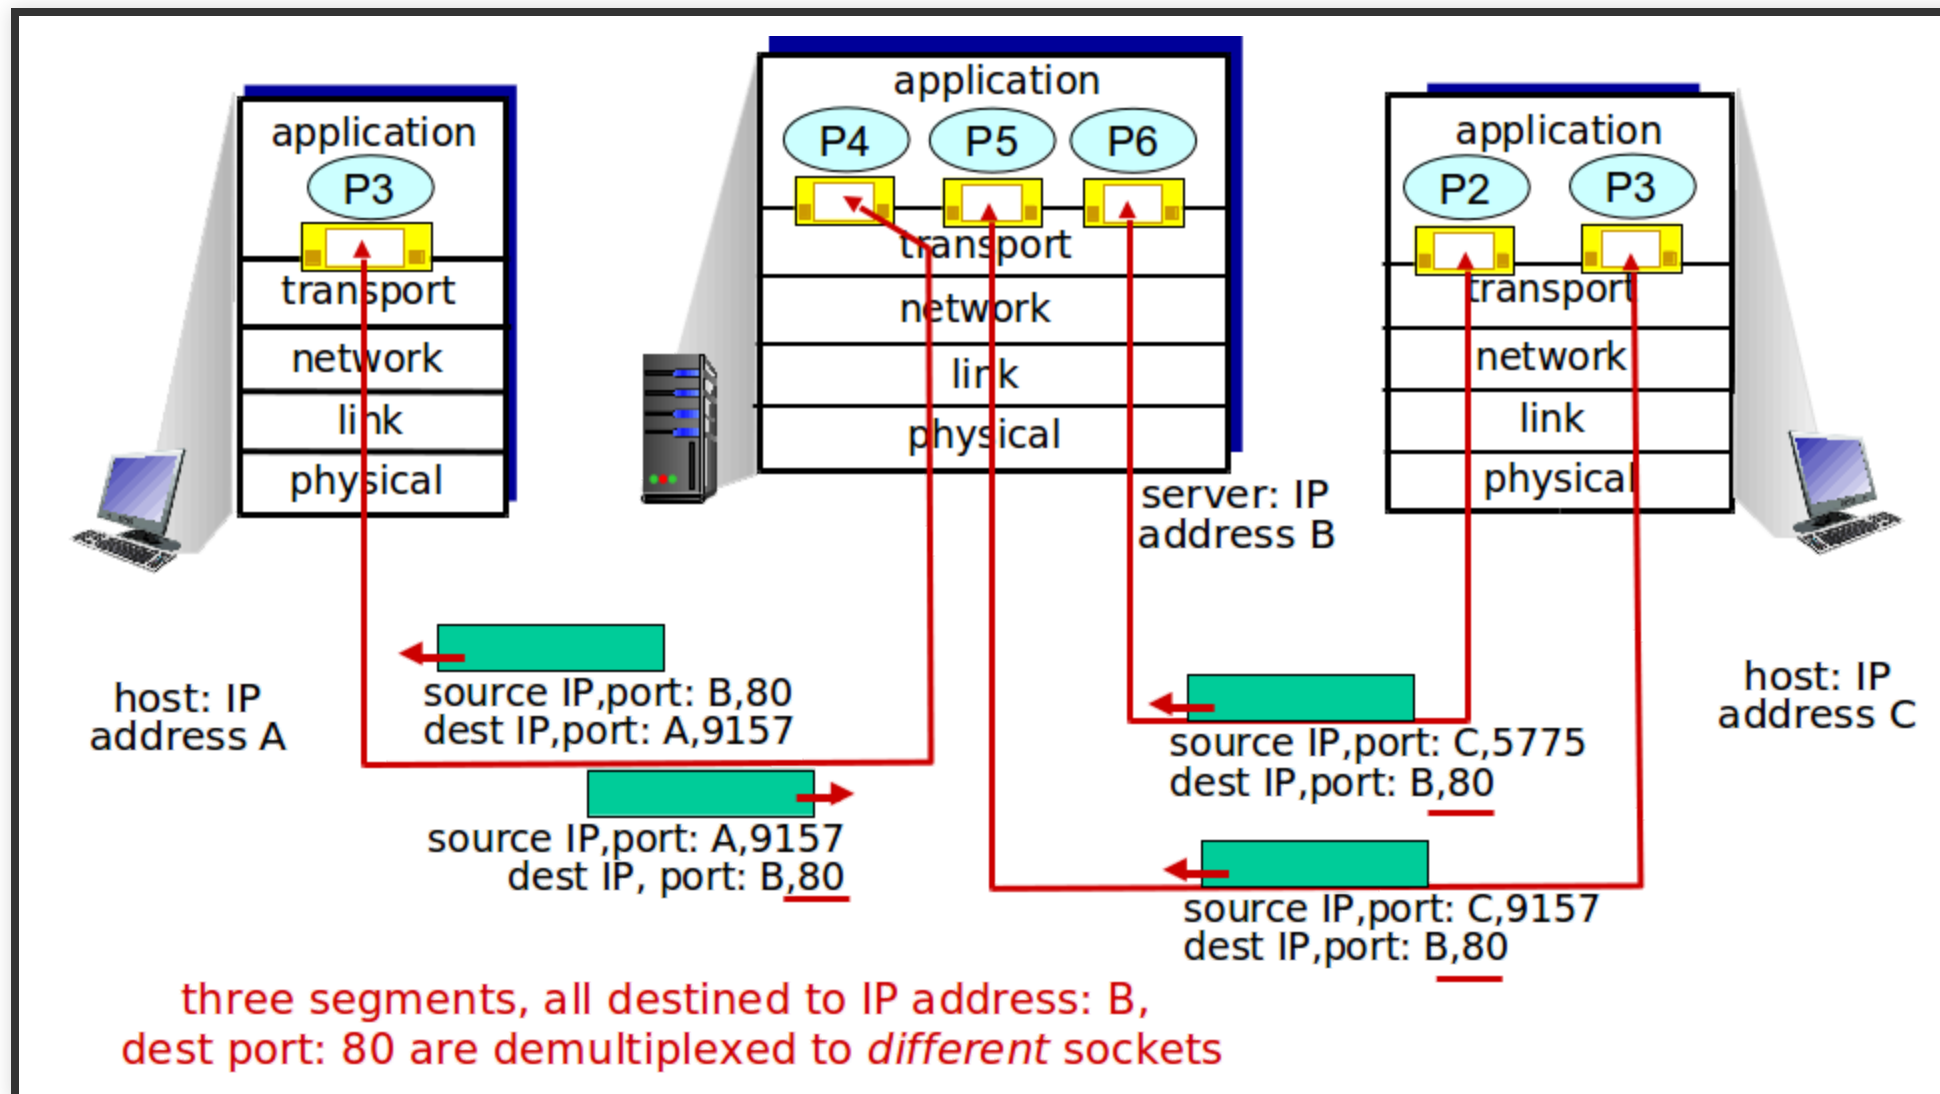 application
P3
transport
network
link
physical
host: IP
address A
application
P4
P5
P6
transport
network
link
physical
server: IP
address B
application
P2
P3
transport
network
link
physical
host: IP
address C
source IP,port: B,80
dest IP,port: A,9157
source IP,port: A,9157
dest IP, port: B,80
source IP,port: C,5775
dest IP,port: B,80
source IP,port: C,9157
dest IP,port: B,80
three segments, all destined to IP address: B,
dest port: 80 are demultiplexed to different sockets